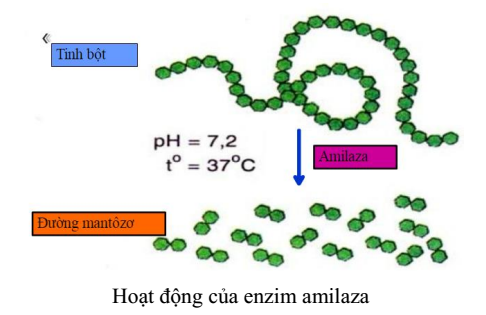 Tinh bột
pH = 7,2
t° = 37°C
Amilaza
Đường mantôzơ
Hoạt động của enzim amilaza